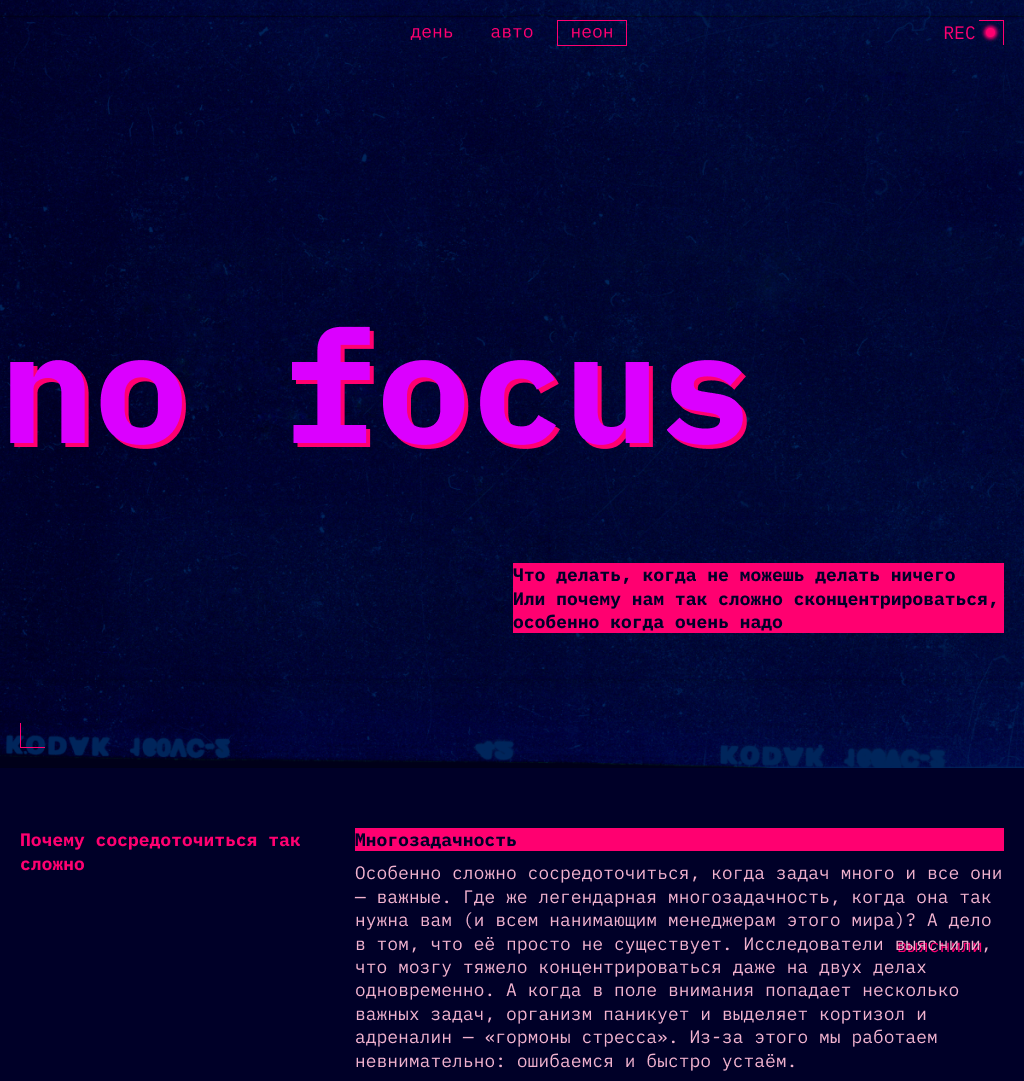 день авто неон REC
no focus
Что делать, когда не можешь делать ничего
Или почему нам так сложно сконцентрироваться,
особенно когда очень надо
KODAK 160VC-2 42 KODAK 160VC-2
Почему сосредоточиться так
сложно
Многозадачность
Особенно сложно сосредоточиться, когда задач много и все они
— важные. Где же легендарная многозадачность, когда она так
нужна вам (и всем нанимающим менеджерам этого мира)? А дело
в том, что её просто не существует. Исследователи выяснили,
что мозгу тяжело концентрироваться даже на двух делах
одновременно. А когда в поле внимания попадает несколько
важных задач, организм паникует и выделяет кортизол и
адреналин — «гормоны стресса». Из-за этого мы работаем
невнимательно: ошибаемся и быстро устаём.